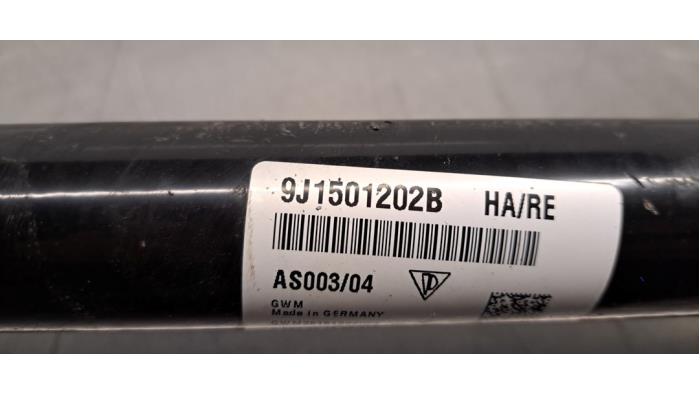 9J1501202B HA/RE
AS003/04
GWM
Made in GERMANY